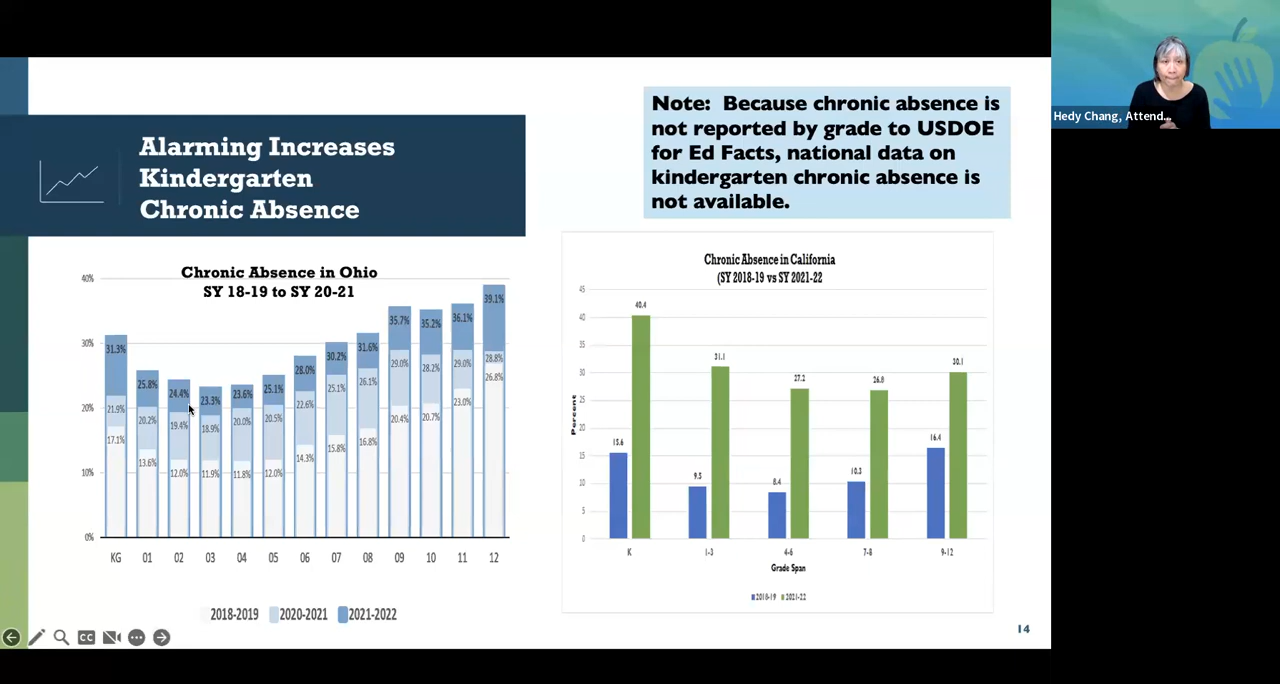 Alarming Increases
Kindergarten
Chronic Absence
Note: Because chronic absence is
not reported by grade to USDOE
for Ed Facts, national data on
kindergarten chronic absence is
not available.
Hedy Chang, Attend...
Chronic Absence in Ohio
SY 18-19 to SY 20-21
40%
30%
20%
10%
0%
31.3% 25.8% 24.4% 23.3% 23.6% 25.1% 28.0% 30.2% 31.6% 35.7% 35.2% 36.1% 39.1%
21.9% 20.2% 19.4% 18.9% 20.0% 20.5% 22.6% 25.1% 26.1% 29.0% 28.2% 29.0% 28.8%
17.1% 13.6% 12.0% 11.9% 11.8% 12.0% 14.3% 15.8% 16.8% 20.4% 20.7% 23.0% 26.8%
KG 01 02 03 04 05 06 07 08 09 10 11 12
2018-2019 2020-2021 2021-2022
Chronic Absence in California
(SY 2018-19 vs SY 2021-22
Percent
45
40
35
30
25
20
15
10
5
0
15.6 40.4 9.5 31.1 8.4 27.2 10.3 26.8 16.4 30.1
K 1-3 4-6 7-8 9-12
Grade Span
2018-19 2021-22
CC
14